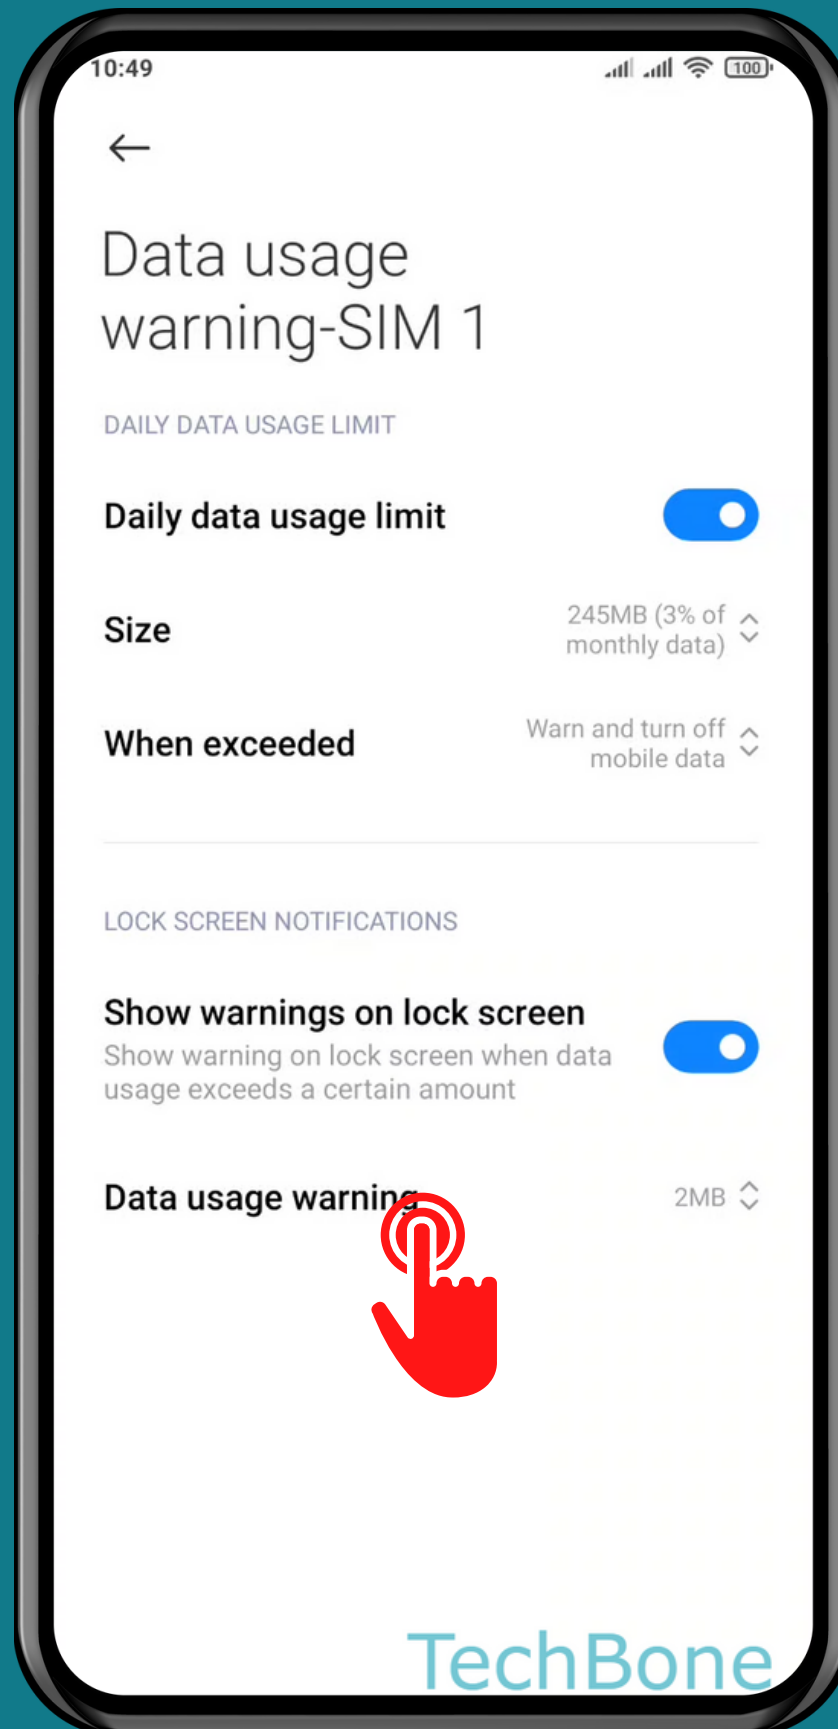 10:49
100
Data usage
warning-SIM 1
DAILY DATA USAGE LIMIT
Daily data usage limit
Size
245MB (3% of
monthly data)
When exceeded
Warn and turn off
mobile data
LOCK SCREEN NOTIFICATIONS
Show warnings on lock screen
Show warning on lock screen when data
usage exceeds a certain amount
Data usage warning
2MB
TechBone